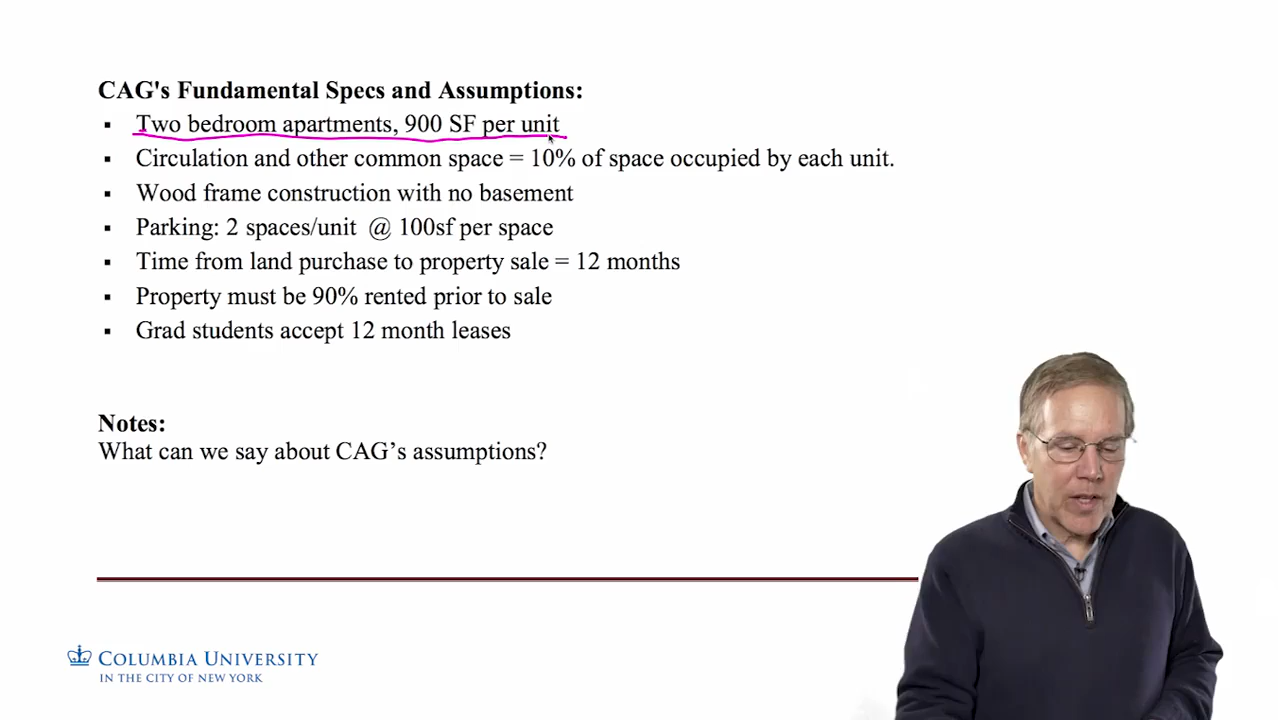 CAG's Fundamental Specs and Assumptions:
▪ Two bedroom apartments, 900 SF per unit
▪ Circulation and other common space = 10% of space occupied by each unit.
▪ Wood frame construction with no basement
▪ Parking: 2 spaces/unit @ 100sf per space
▪ Time from land purchase to property sale = 12 months
▪ Property must be 90% rented prior to sale
▪ Grad students accept 12 month leases
Notes:
What can we say about CAG’s assumptions?
COLUMBIA UNIVERSITY
IN THE CITY OF NEW YORK